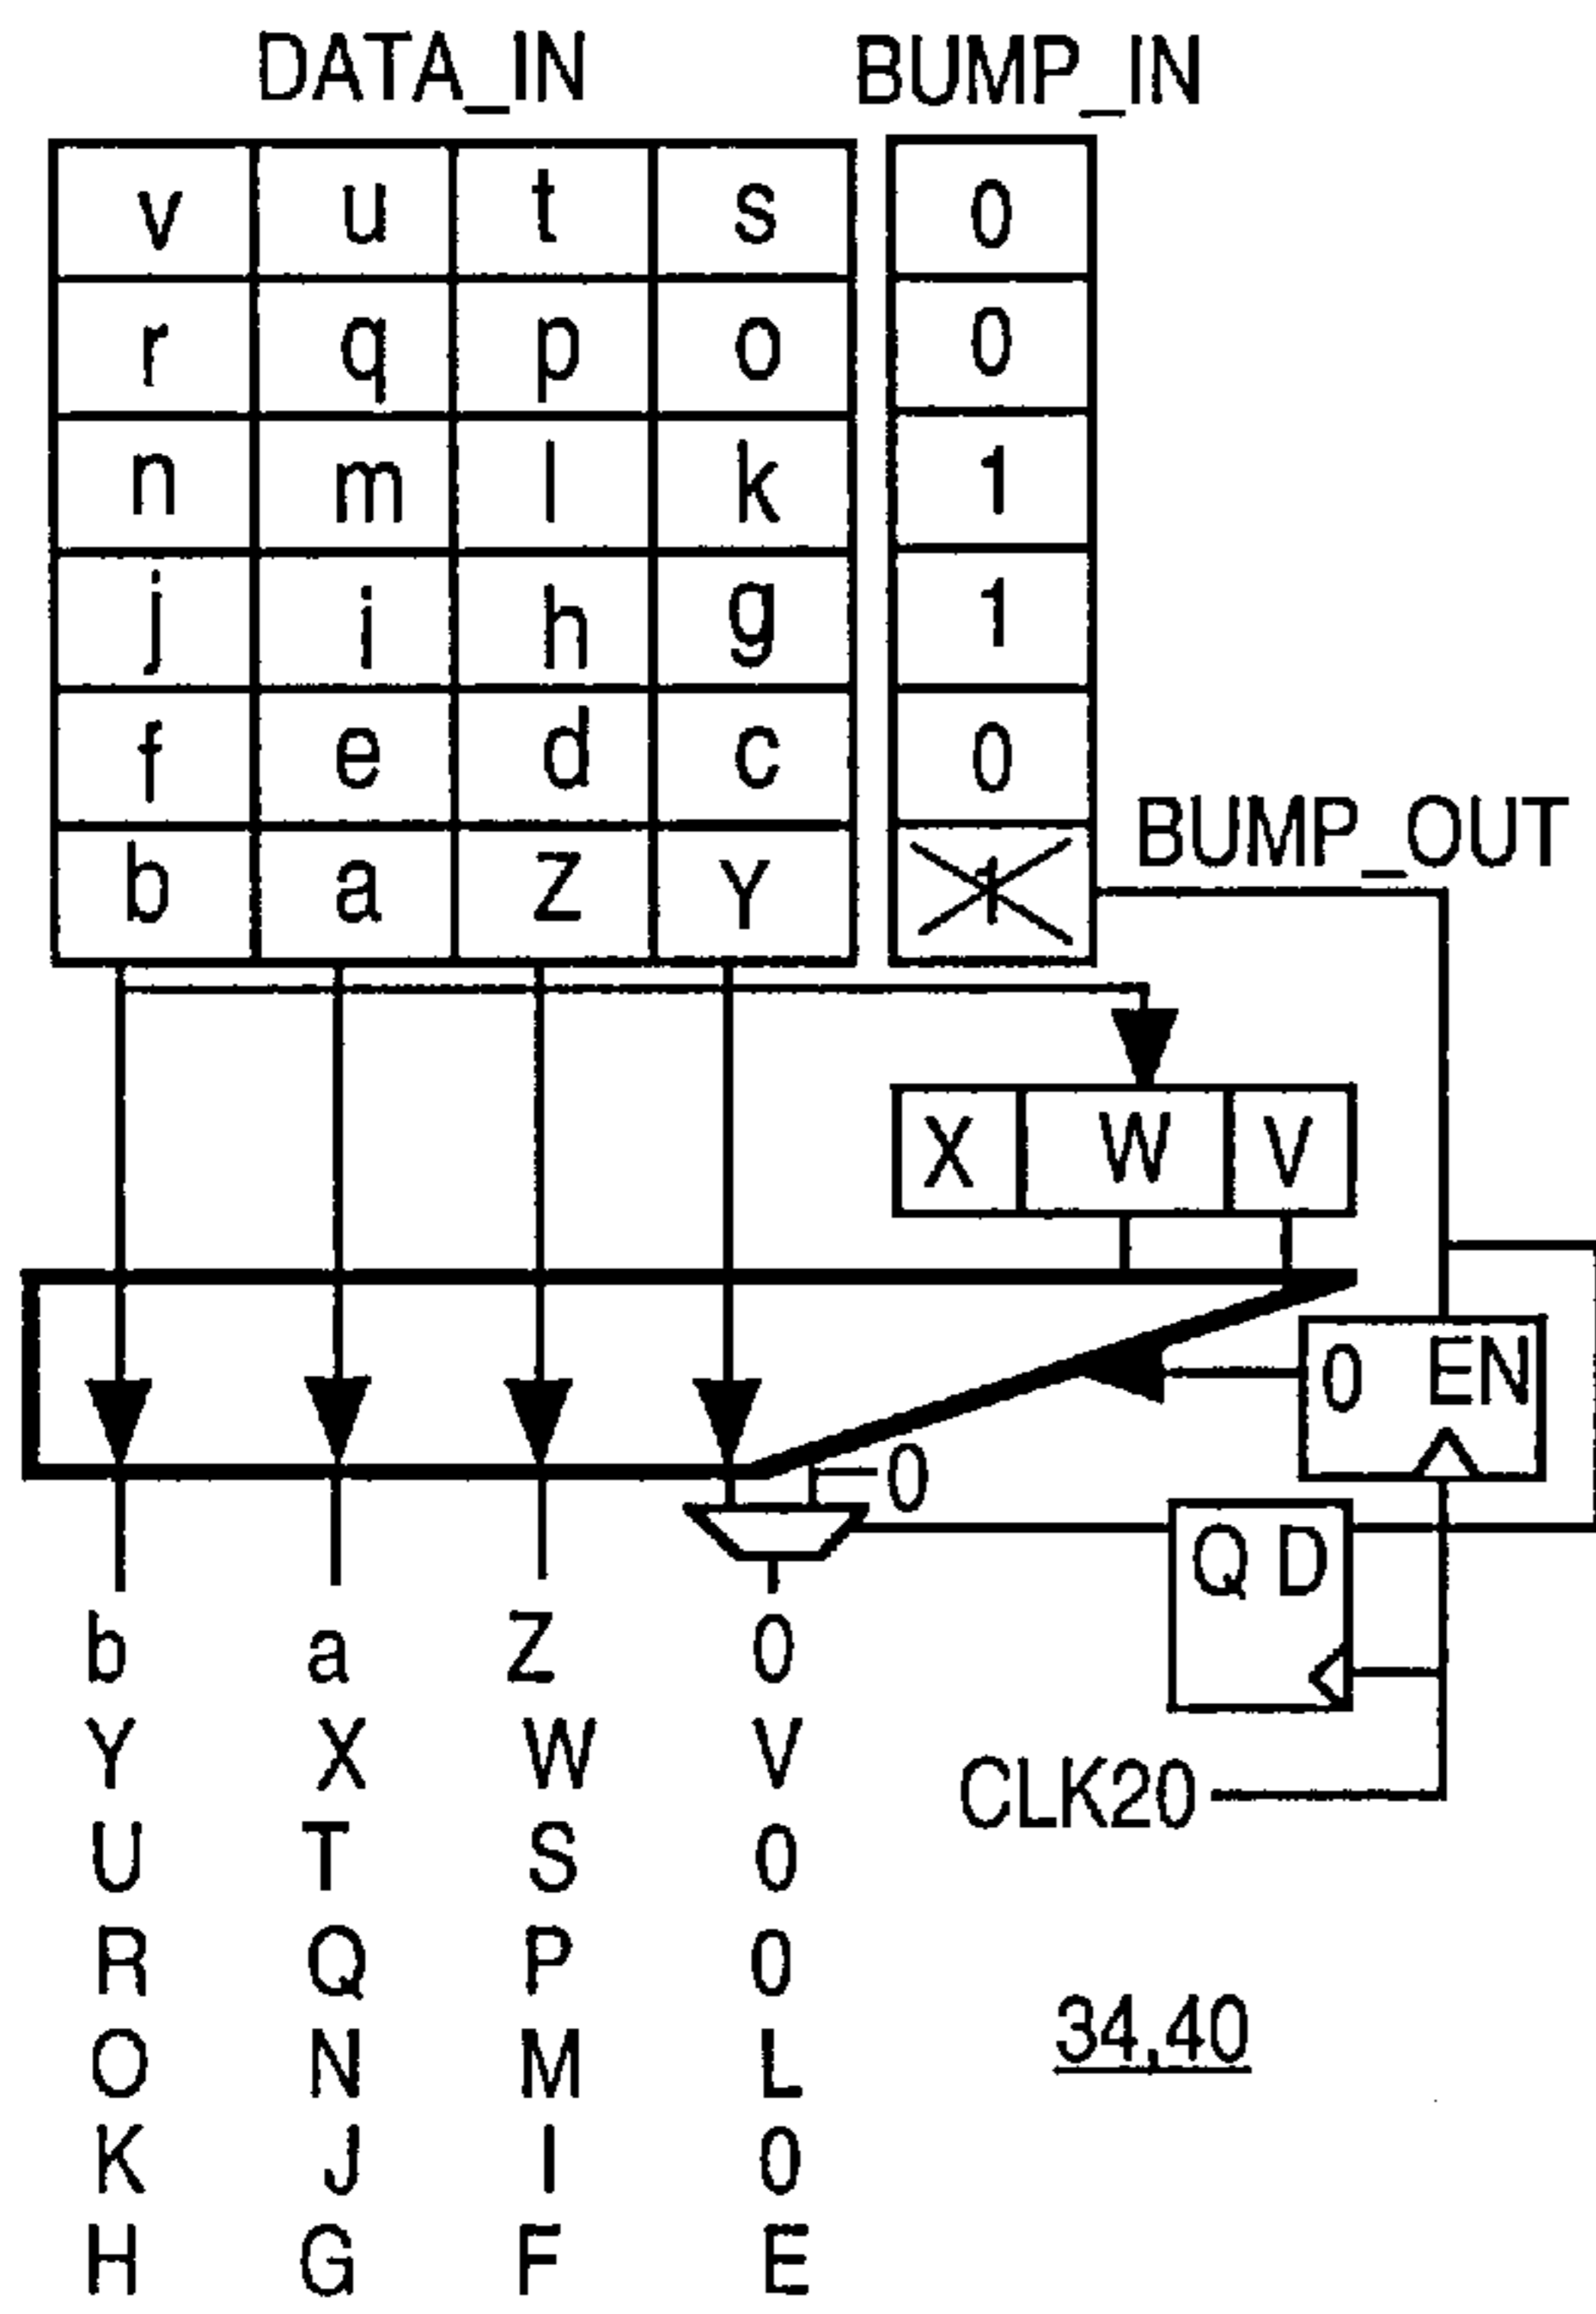 DATA_IN BUMP_IN
v u t s 0
r q p o 0
n m l k 1
j i h g 1
f e d c 0
BUMP_OUT
b a Z Y 1
X W V
0 EN
0
Q D
b a Z 0
Y X W V
CLK20
U T S 0
R Q P 0
34,40
O N M L
K J I 0
H G F E